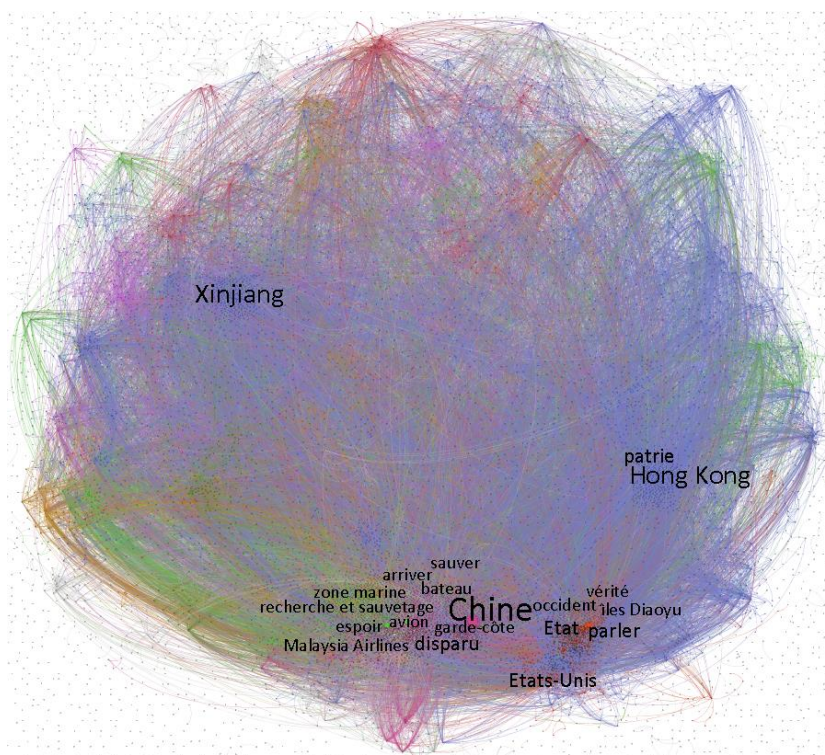 Xinjiang
patrie
Hong Kong
sauver
arriver
zone marine bateau
recherche et sauvetage Chine occident vérité
îles Diaoyu
espoir avion garde-côte Etat parler
Malaysia Airlines disparu
Etats-Unis